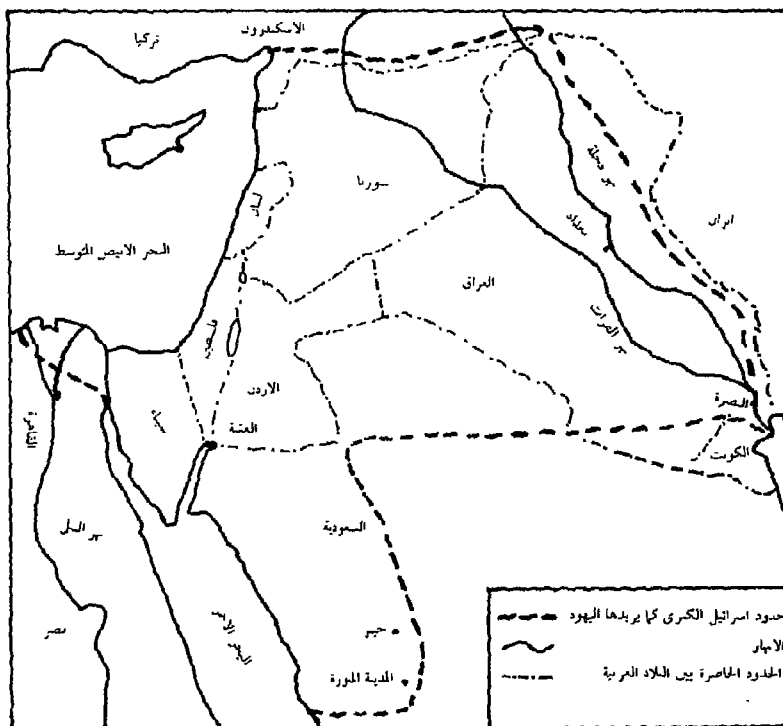 الاسكندرون
تركيا
نهر دجلة
سوريا
ايران
لبنان
بغداد
البحر الابيض المتوسط
العراق
فلسطين
نهر الفرات
الاردن
البصرة
سيناء
العقبة
القاهرة
الكويت
السعودية
نهر النيل
حدود اسرائيل الكبرى كما يريدها اليهود
خيبر
مصر
البحر الاحمر
الانهار
المدينة المنورة
الحدود الحاضرة بين البلاد العربية